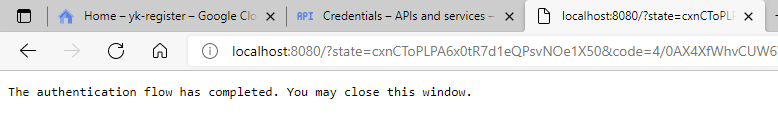 Home – yk-register – Google Clo
API Credentials – APIs and services –
localhost:8080/?state=cxnCToPLP
localhost:8080/?state=cxnCToPLPA6x0tR7d1eQPsvNOe1X50&code=4/0AX4XfWhvCUW6
The authentication flow has completed. You may close this window.